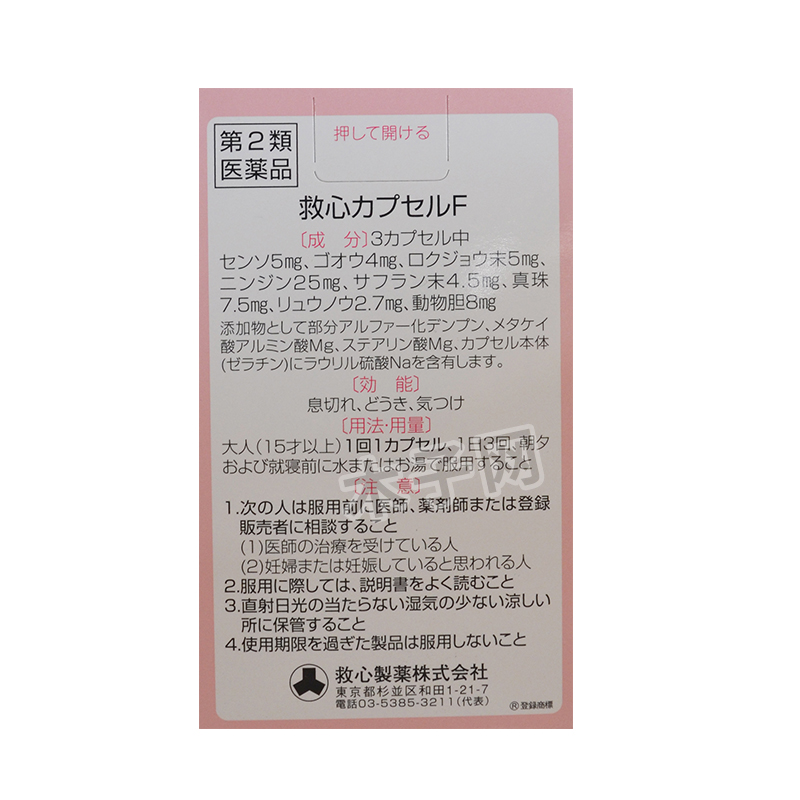 押して開ける
第2類
医薬品
救心カプセルF
〔成 分〕3カプセル中
センソ5mg、ゴオウ4mg、ロクジョウ末5mg、
ニンジン25mg、サフラン末4.5mg、真珠
7.5mg、リュウノウ2.7mg、動物胆8mg
添加物として部分アルファー化デンプン、メタケイ
酸アルミン酸Mg、ステアリン酸Mg、カプセル本体
(ゼラチン)にラウリル硫酸Naを含有します。
〔効 能〕
息切れ、どうき、気つけ
〔用法・用量〕
大人(15才以上)1回1カプセル、1日3回、朝夕
および就寝前に水またはお湯で服用すること
〔注 意〕
1.次の人は服用前に医師、薬剤師または登録
販売者に相談すること
(1)医師の治療を受けている人
(2)妊婦または妊娠していると思われる人
2.服用に際しては、説明書をよく読むこと
3.直射日光の当たらない湿気の少ない涼しい
所に保管すること
4.使用期限を過ぎた製品は服用しないこと
救心製薬株式会社
東京都杉並区和田1-21-7
電話03-5385-3211(代表)
®登録商標